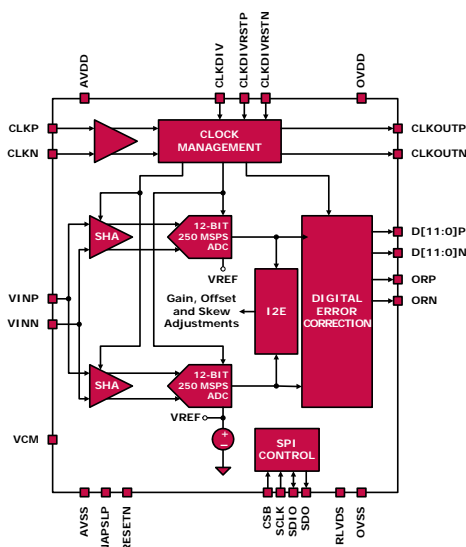 AVDD
CLKDIV
CLKDIVRSTP
CLKDIVRSTN
OVDD
CLKP
CLKN
CLOCK
MANAGEMENT
CLKOUTP
CLKOUTN
SHA
12-BIT
250 MSPS
ADC
VREF
D[11:0]P
D[11:0]N
ORP
ORN
VINP
VINN
Gain, Offset
and Skew
Adjustments
I2E
DIGITAL
ERROR
CORRECTION
SHA
12-BIT
250 MSPS
ADC
VREF
+
–
VCM
SPI
CONTROL
AVSS
NAPSLP
RESETN
CSB
SCLK
SDIO
SDO
RLVDS
OVSS